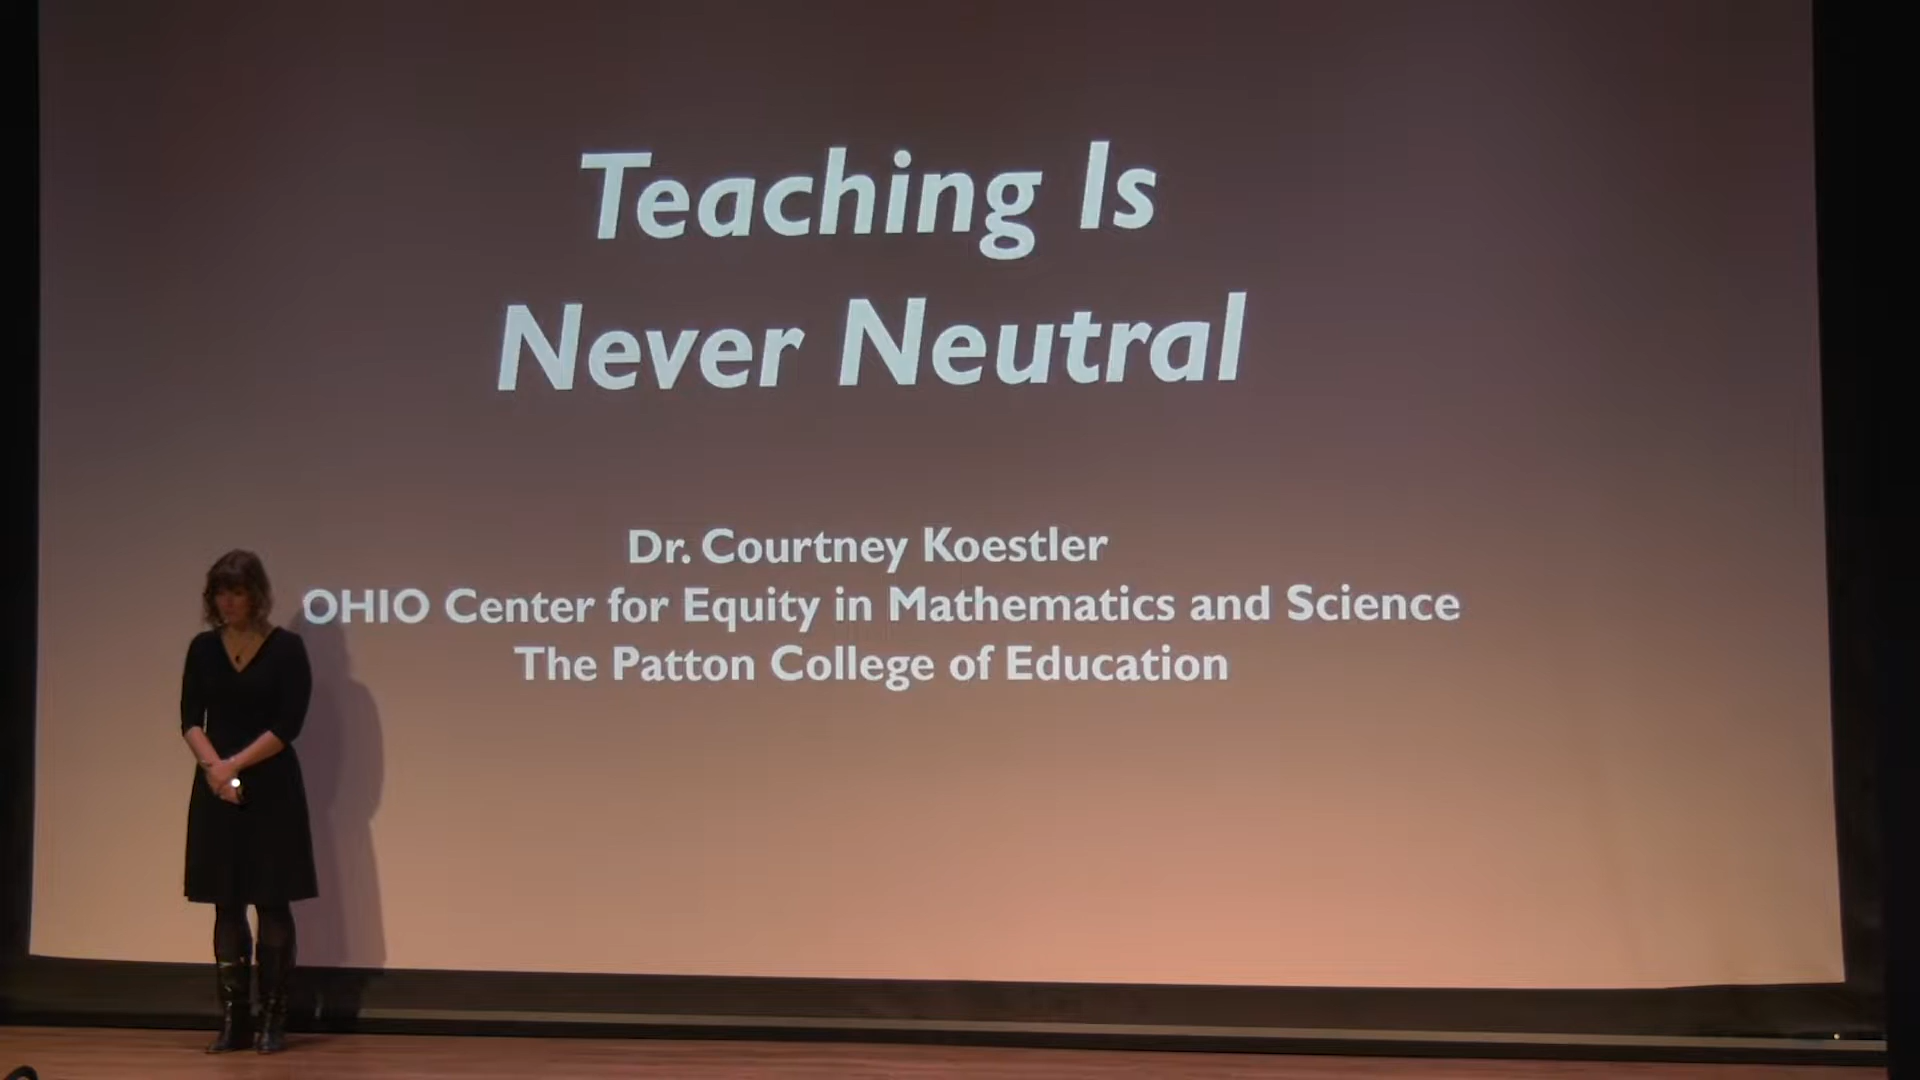 Teaching Is
Never Neutral
Dr. Courtney Koestler
OHIO Center for Equity in Mathematics and Science
The Patton College of Education